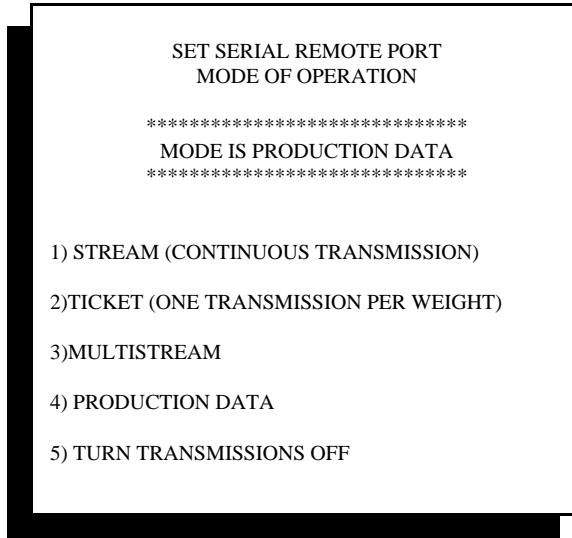 SET SERIAL REMOTE PORT
MODE OF OPERATION
******************************
MODE IS PRODUCTION DATA
******************************
1) STREAM (CONTINUOUS TRANSMISSION)
2)TICKET (ONE TRANSMISSION PER WEIGHT)
3)MULTISTREAM
4) PRODUCTION DATA
5) TURN TRANSMISSIONS OFF